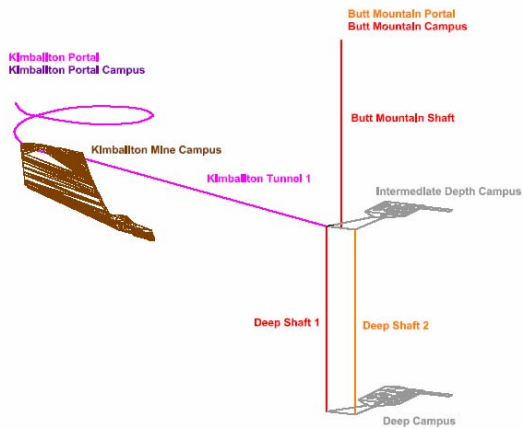 Butt Mountain Portal
Butt Mountain Campus
Kimballton Portal
Kimballton Portal Campus
Butt Mountain Shaft
Kimballton Mine Campus
Kimballton Tunnel 1
Intermediate Depth Campus
Deep Shaft 1
Deep Shaft 2
Deep Campus